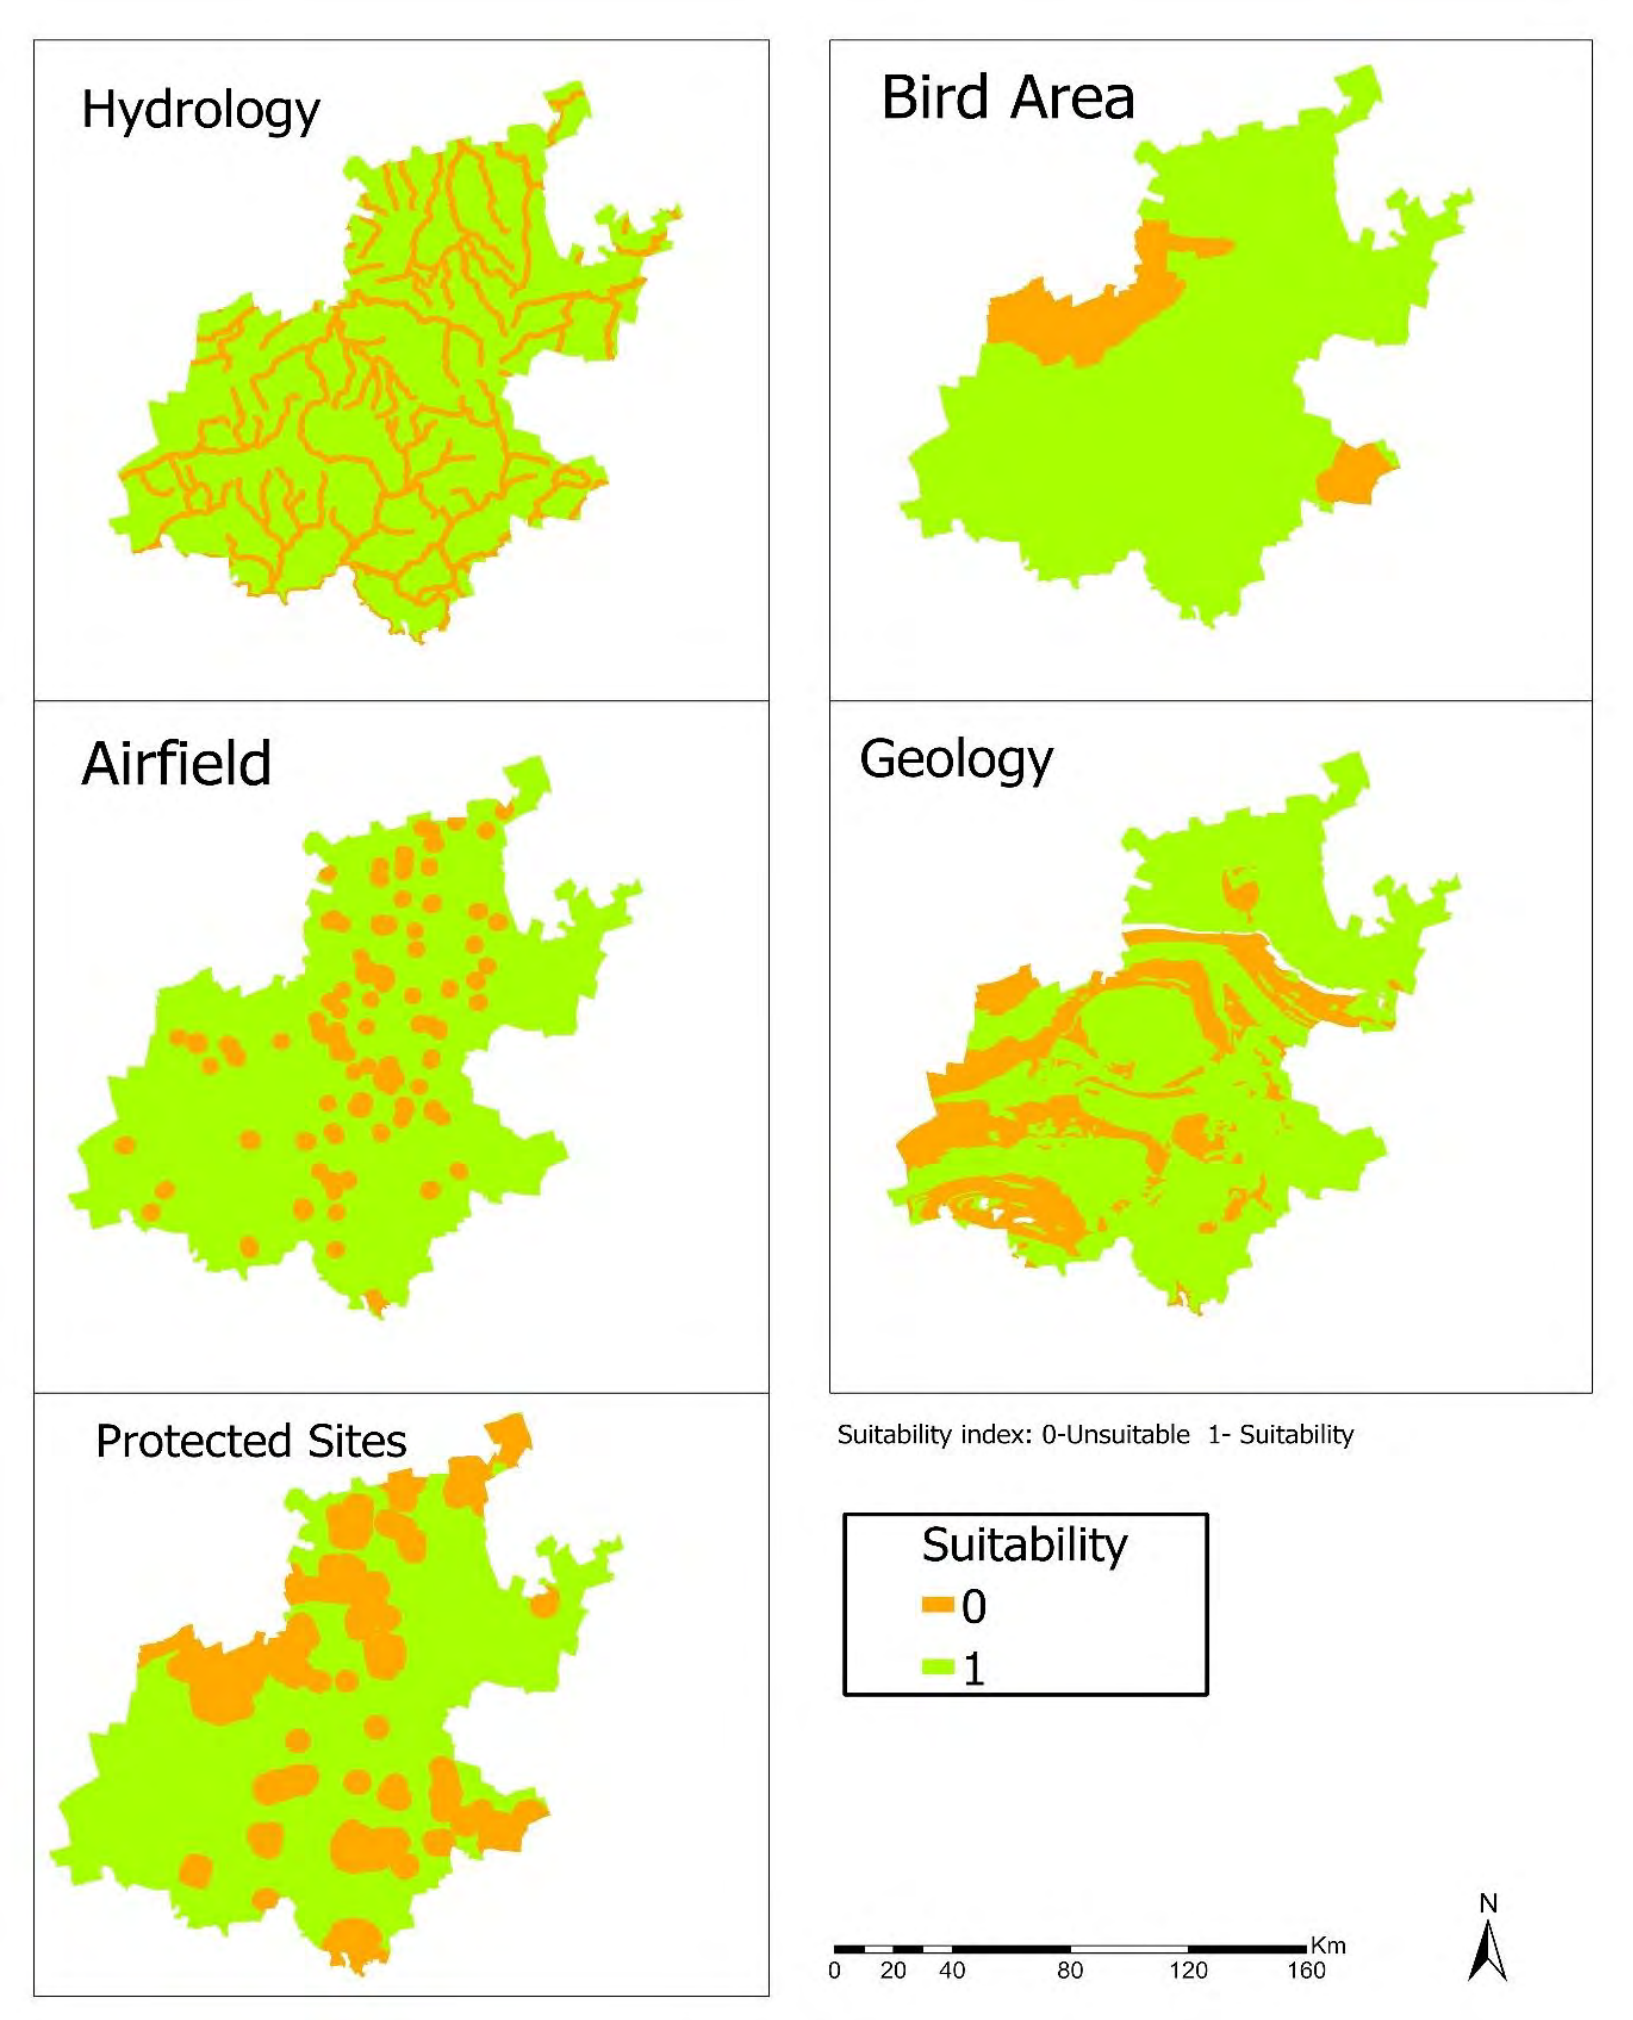 Hydrology
Bird Area
Airfield
Geology
Protected Sites
Suitability index: 0-Unsuitable 1- Suitability
Suitability
0
1
N
Km
0 20 40 80 120 160